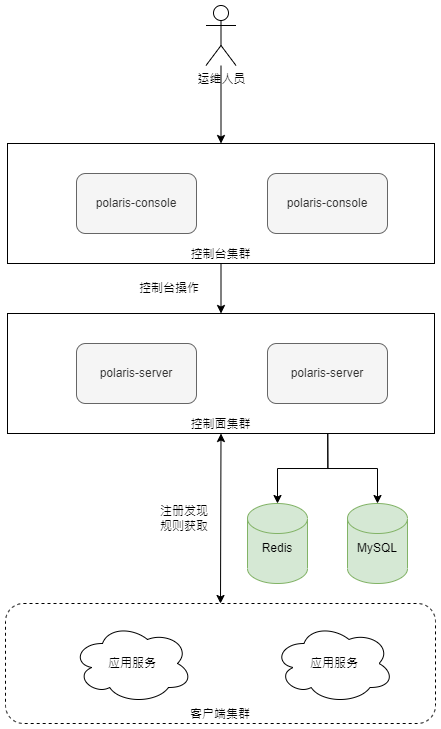 运维人员
polaris-console
polaris-console
控制台集群
控制台操作
polaris-server
polaris-server
控制面集群
注册发现
规则获取
Redis
MySQL
应用服务
应用服务
客户端集群